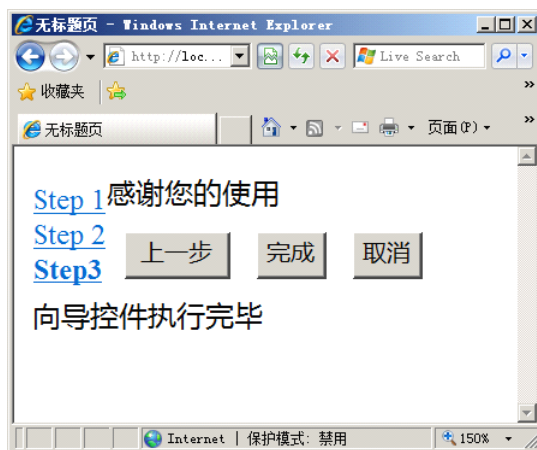 无标题页 - Windows Internet Explorer
http://loc... Live Search
收藏夹 »
无标题页 页面(P) »
Step 1 感谢您的使用
Step 2
Step3
上一步 完成 取消
向导控件执行完毕
Internet | 保护模式: 禁用 150%